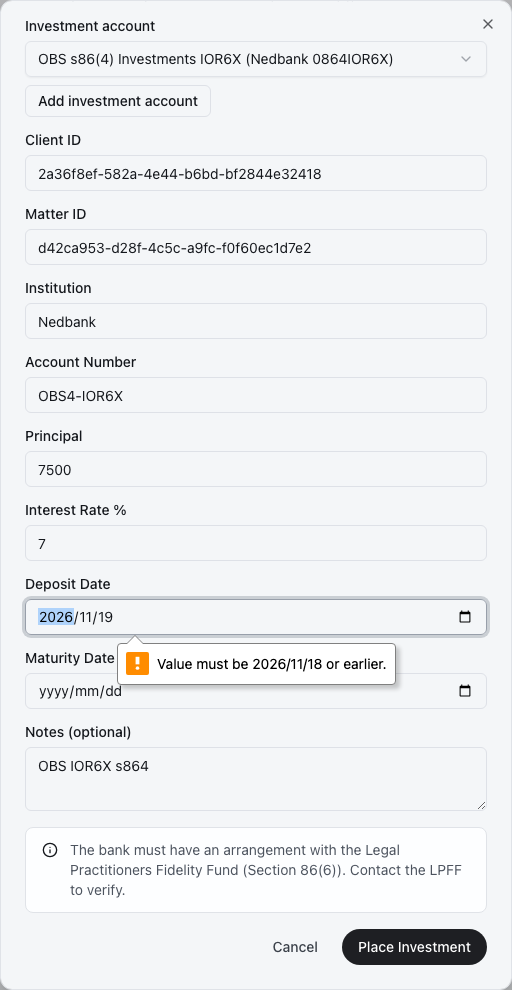 Investment account
OBS s86(4) Investments IOR6X (Nedbank 0864IOR6X)
Add investment account
Client ID
2a36f8ef-582a-4e44-b6bd-bf2844e32418
Matter ID
d42ca953-d28f-4c5c-a9fc-f0f60ec1d7e2
Institution
Nedbank
Account Number
OBS4-IOR6X
Principal
7500
Interest Rate %
7
Deposit Date
2026/11/19
Value must be 2026/11/18 or earlier.
Maturity Date
yyyy/mm/dd
Notes (optional)
OBS IOR6X s864
The bank must have an arrangement with the Legal
Practitioners Fidelity Fund (Section 86(6)). Contact the LPFF
to verify.
Cancel
Place Investment